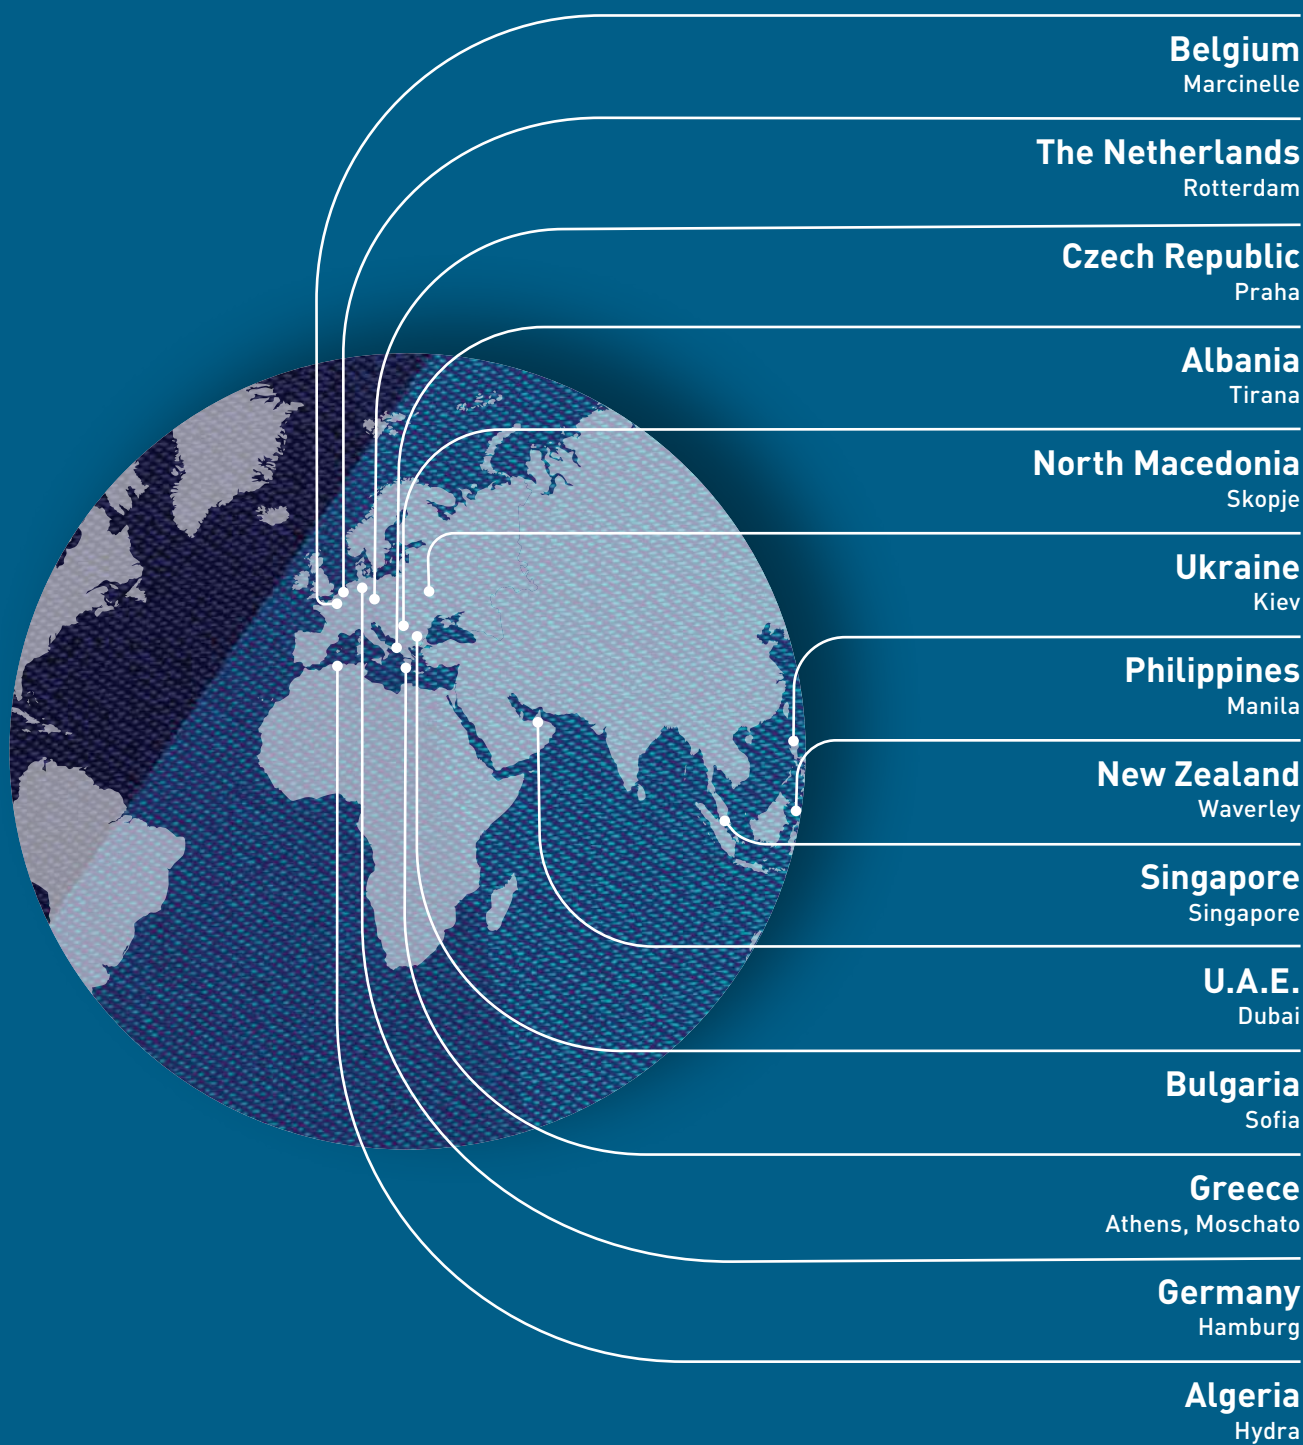 Belgium
Marcinelle
The Netherlands
Rotterdam
Czech Republic
Praha
Albania
Tirana
North Macedonia
Skopje
Ukraine
Kiev
Philippines
Manila
New Zealand
Waverley
Singapore
Singapore
U.A.E.
Dubai
Bulgaria
Sofia
Greece
Athens, Moschato
Germany
Hamburg
Algeria
Hydra